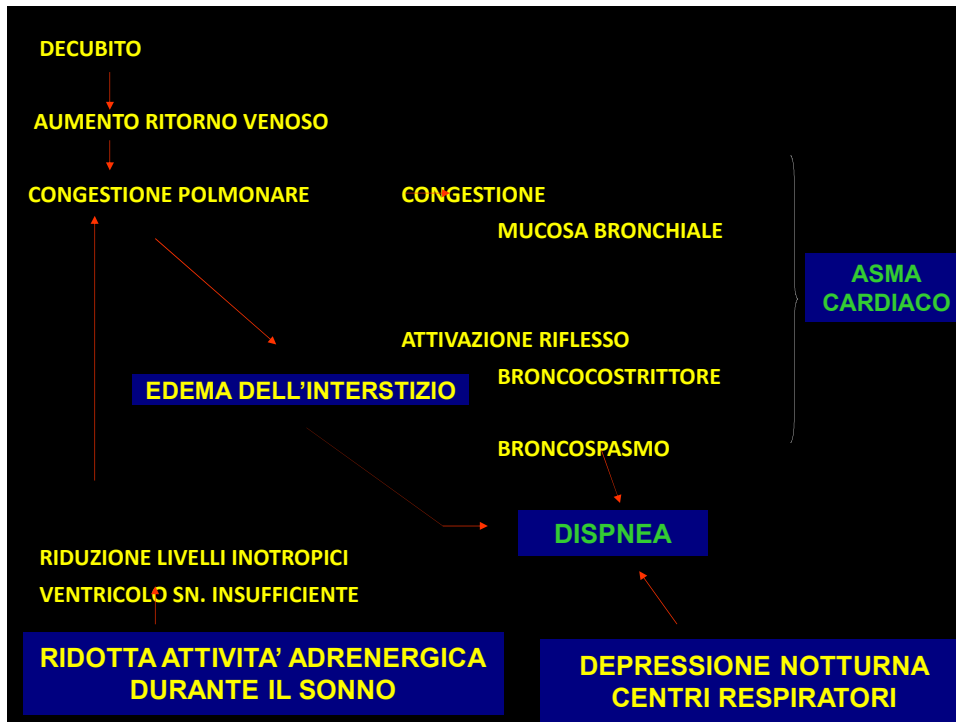 DECUBITO
AUMENTO RITORNO VENOSO
CONGESTIONE POLMONARE
CONGESTIONE
MUCOSA BRONCHIALE
ASMA
CARDIACO
ATTIVAZIONE RIFLESSO
BRONCOCOSTRITTORE
EDEMA DELL’INTERSTIZIO
BRONCOSPASMO
DISPNEA
RIDUZIONE LIVELLI INOTROPICI
VENTRICOLO SN. INSUFFICIENTE
RIDOTTA ATTIVITA’ ADRENERGICA
DURANTE IL SONNO
DEPRESSIONE NOTTURNA
CENTRI RESPIRATORI